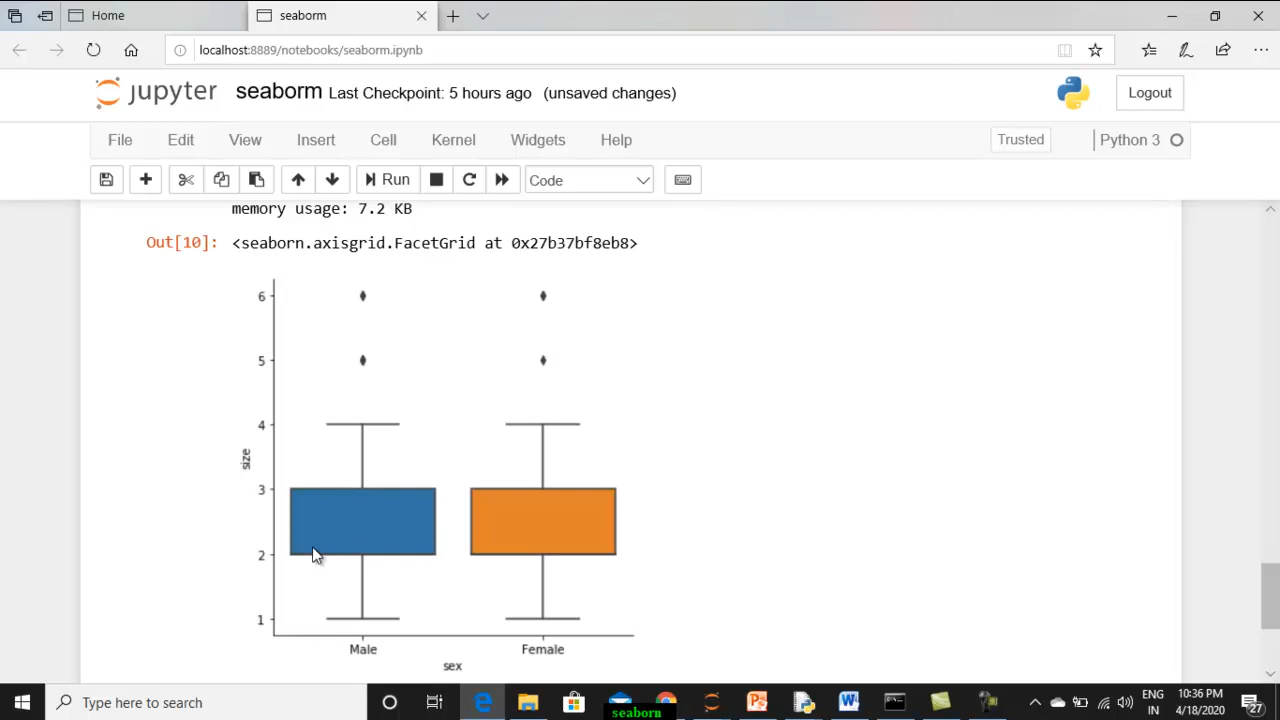 Home
seaborm
localhost:8889/notebooks/seaborm.ipynb
jupyter seaborm Last Checkpoint: 5 hours ago (unsaved changes)
Logout
File Edit View Insert Cell Kernel Widgets Help
Trusted
Python 3
Run
Code
memory usage: 7.2 KB
Out[10]: <seaborn.axisgrid.FacetGrid at 0x27b37bf8eb8>
6
5
4
size
3
2
1
Male Female
sex
Type here to search
ENG
IN
10:36 PM
4/18/2020
27
seaborn